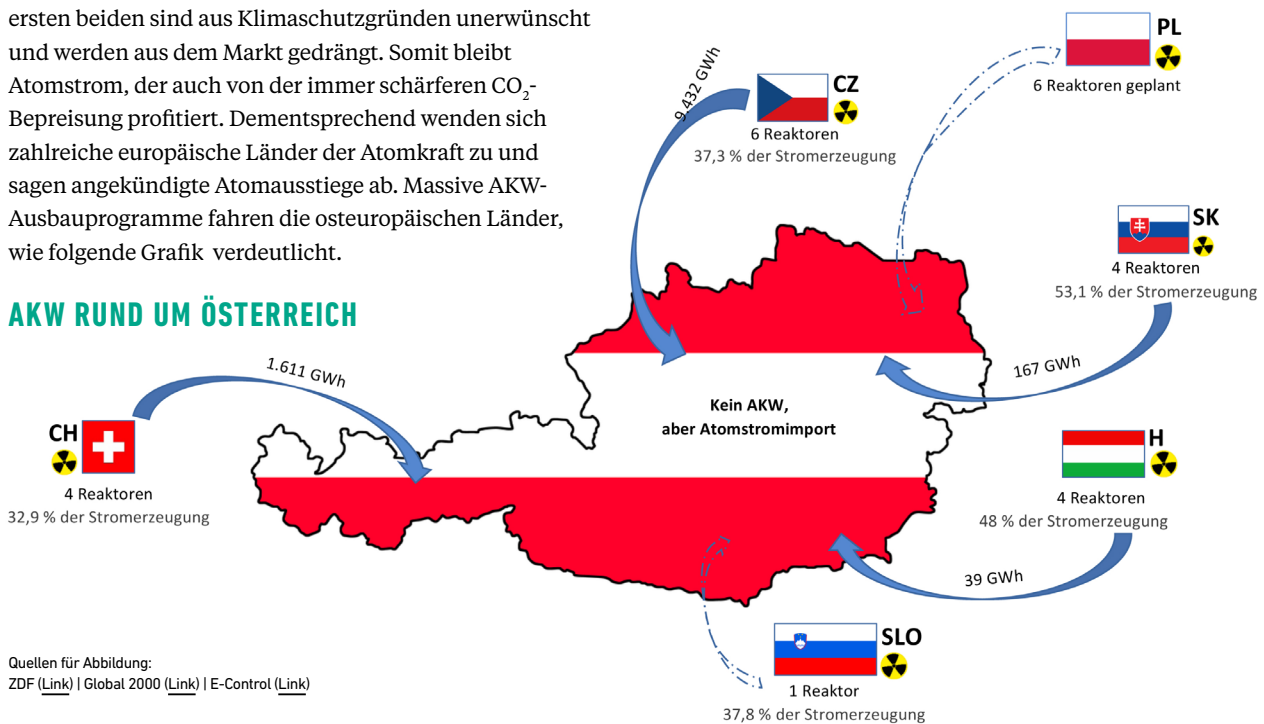 ersten beiden sind aus Klimaschutzgründen unerwünscht
und werden aus dem Markt gedrängt. Somit bleibt
Atomstrom, der auch von der immer schärferen CO₂-
Bepreisung profitiert. Dementsprechend wenden sich
zahlreiche europäische Länder der Atomkraft zu und
sagen angekündigte Atomausstiege ab. Massive AKW-
Ausbauprogramme fahren die osteuropäischen Länder,
wie folgende Grafik verdeutlicht.
AKW RUND UM ÖSTERREICH
9.432 GWh
CZ
6 Reaktoren
37,3 % der Stromerzeugung
PL
6 Reaktoren geplant
SK
4 Reaktoren
53,1 % der Stromerzeugung
167 GWh
1.611 GWh
CH
4 Reaktoren
32,9 % der Stromerzeugung
Kein AKW,
aber Atomstromimport
H
4 Reaktoren
48 % der Stromerzeugung
39 GWh
SLO
1 Reaktor
37,8 % der Stromerzeugung
Quellen für Abbildung:
ZDF (Link) | Global 2000 (Link) | E-Control (Link)